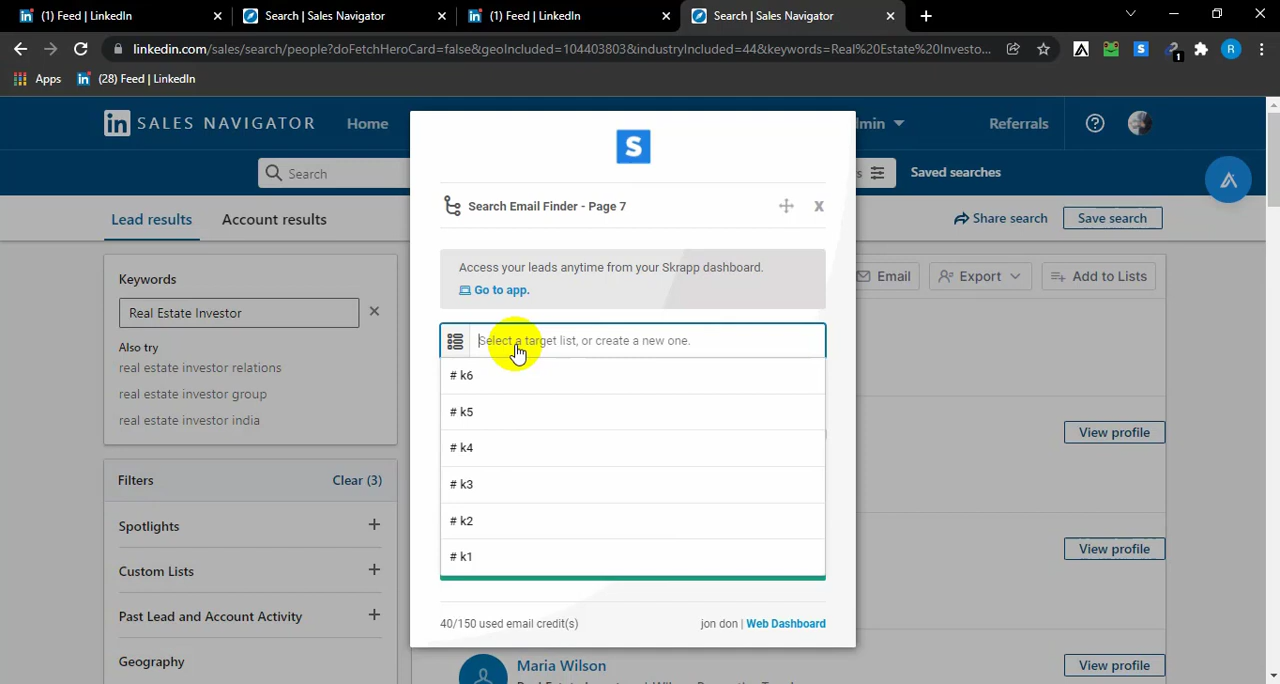 (1) Feed | LinkedIn
Search | Sales Navigator
(1) Feed | LinkedIn
Search | Sales Navigator
linkedin.com/sales/search/people?doFetchHeroCard=false&geoIncluded=104403803&industryIncluded=44&keywords=Real%20Estate%20Investo...
S
R
1
Apps
(28) Feed | LinkedIn
in SALES NAVIGATOR
Home
dmin
Referrals
Search
s
Saved searches
Lead results
Account results
Share search
Save search
S
Search Email Finder - Page 7
X
Access your leads anytime from your Skrapp dashboard.
Go to app.
Select a target list, or create a new one.
# k6
# k5
# k4
# k3
# k2
# k1
40/150 used email credit(s)
jon don | Web Dashboard
Keywords
Real Estate Investor
Also try
real estate investor relations
real estate investor group
real estate investor india
Filters
Clear (3)
Spotlights
Custom Lists
Past Lead and Account Activity
Geography
Email
Export
Add to Lists
View profile
View profile
View profile
Maria Wilson